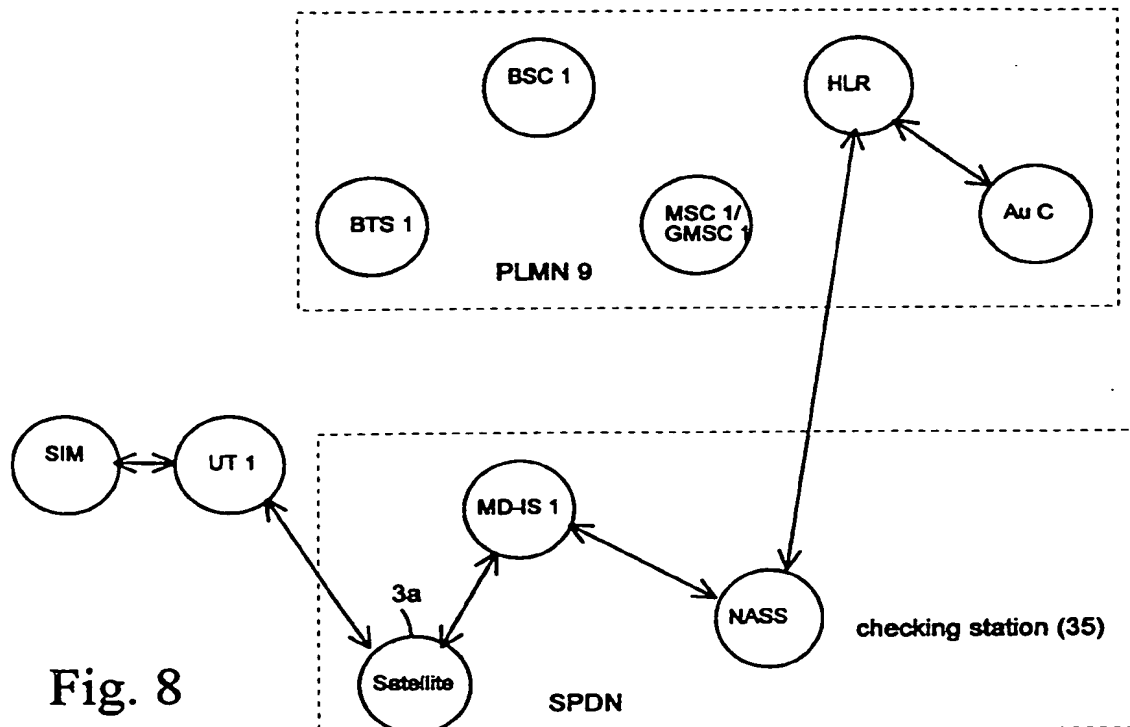 BSC 1
HLR
BTS 1
MSC 1/
GMSC 1
Au C
PLMN 9
SIM
UT 1
MD-IS 1
3a
NASS
checking station (35)
Satellite
SPDN
Fig. 8